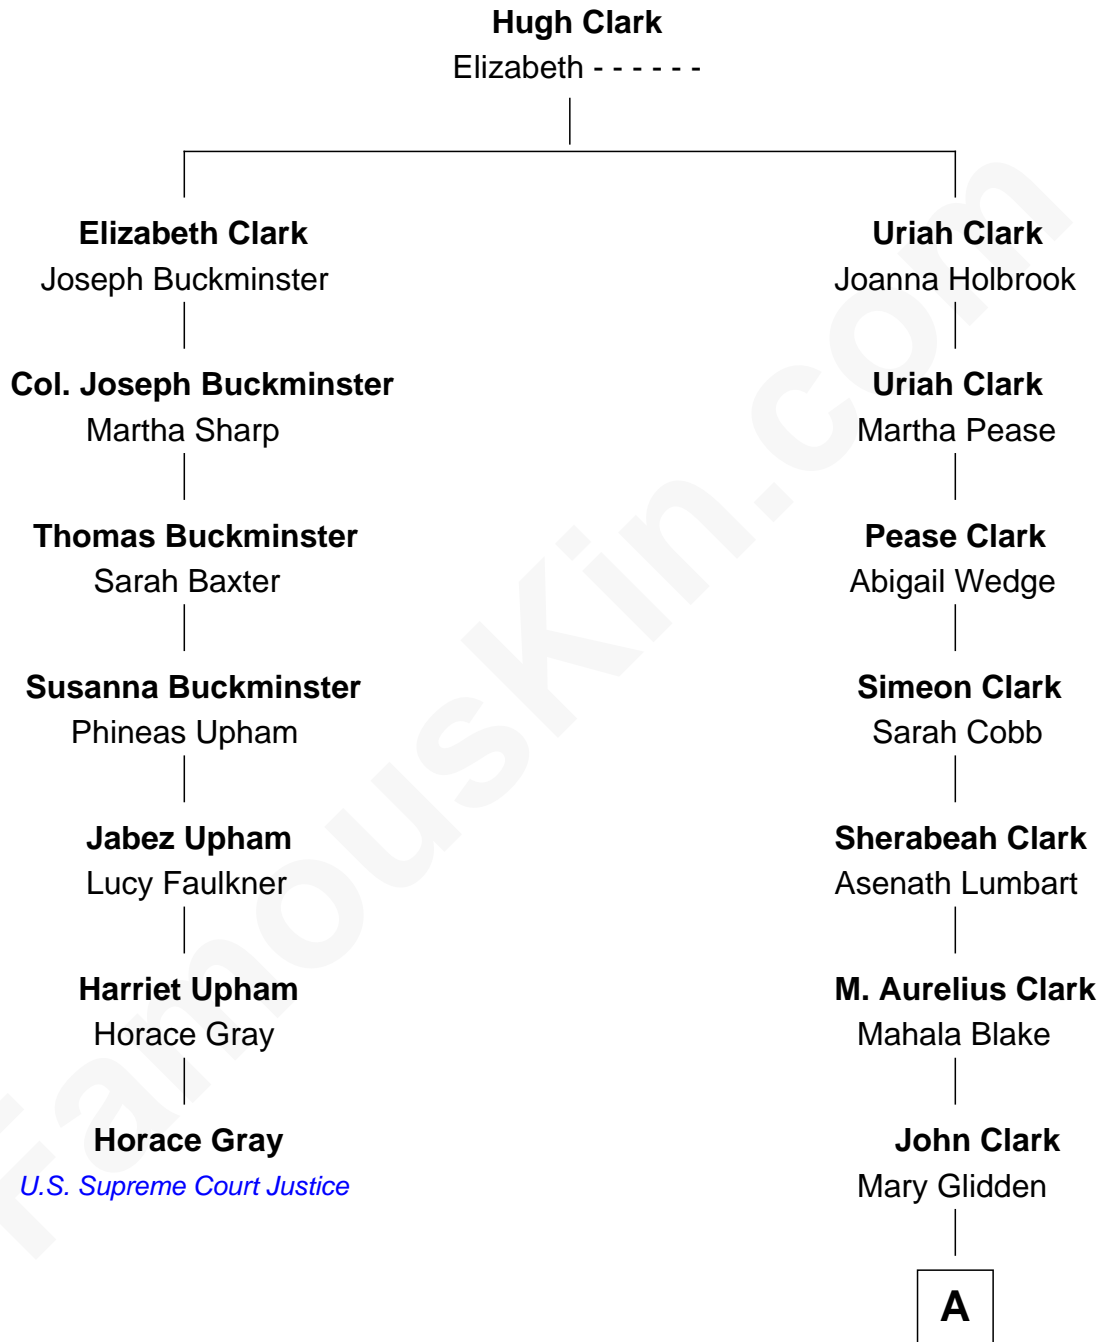 Hugh Clark
Elizabeth - - - - - -
Elizabeth Clark
Joseph Buckminster
Uriah Clark
Joanna Holbrook
Col. Joseph Buckminster
Martha Sharp
Uriah Clark
Martha Pease
Thomas Buckminster
Sarah Baxter
Pease Clark
Abigail Wedge
Susanna Buckminster
Phineas Upham
Simeon Clark
Sarah Cobb
Jabez Upham
Lucy Faulkner
Sherabeah Clark
Asenath Lumbart
Harriet Upham
Horace Gray
M. Aurelius Clark
Mahala Blake
Horace Gray
U.S. Supreme Court Justice
John Clark
Mary Glidden
A
FamousKin.com